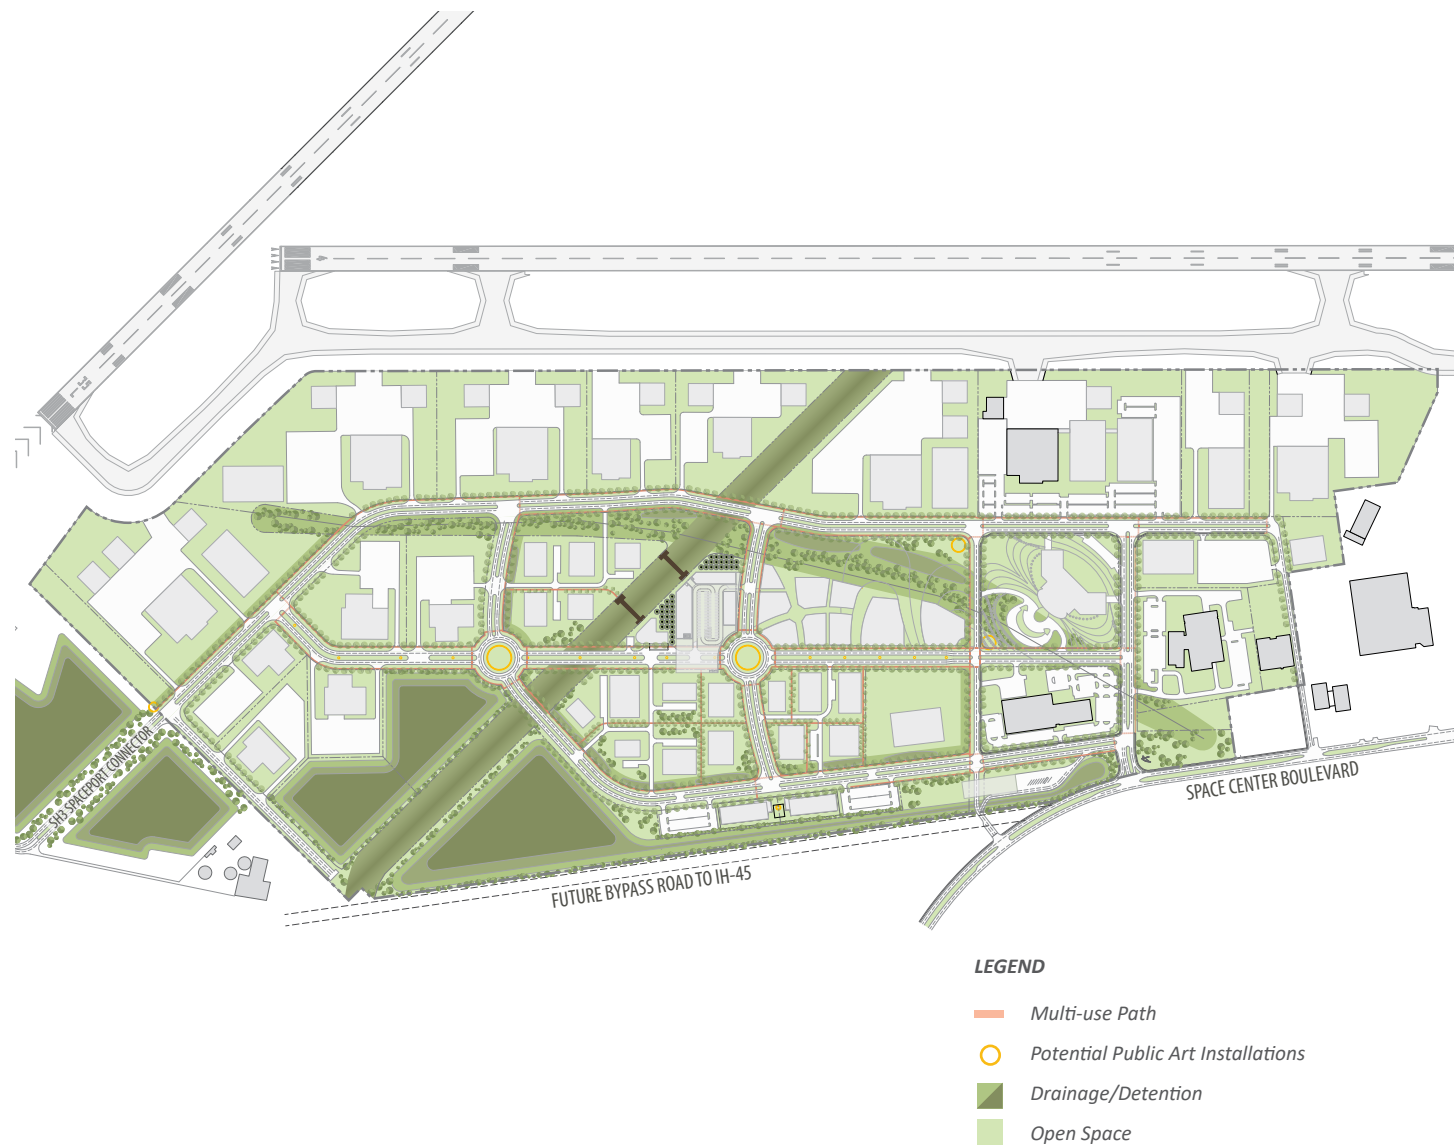 SH3 SPACEPORT CONNECTOR
SPACE CENTER BOULEVARD
FUTURE BYPASS ROAD TO IH-45
LEGEND
Multi-use Path
Potential Public Art Installations
Drainage/Detention
Open Space